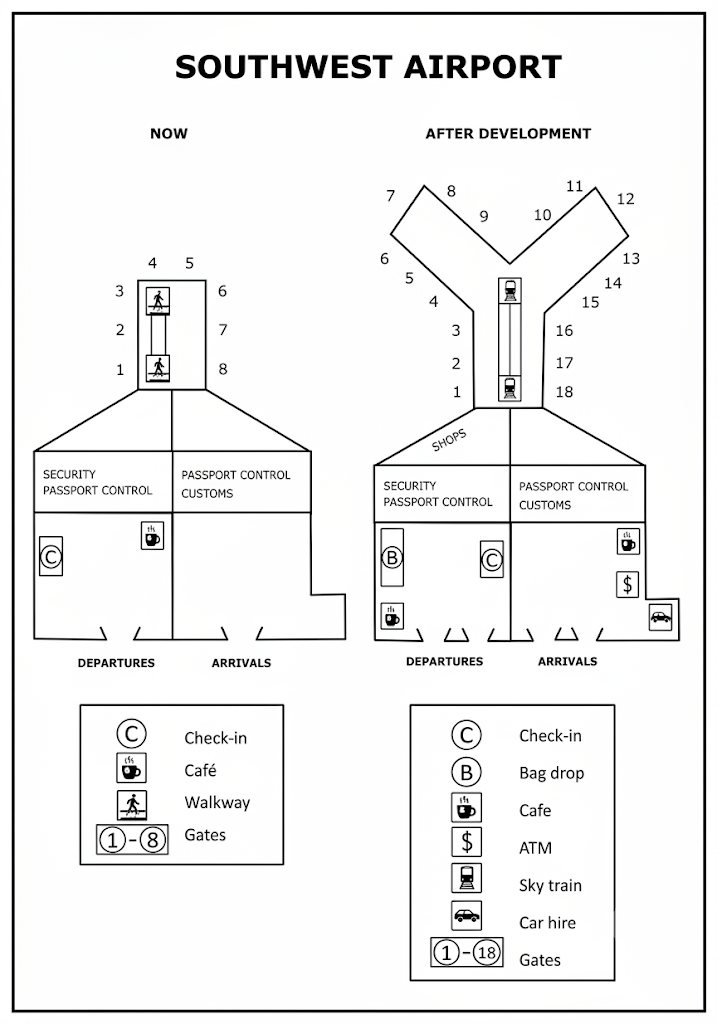 SOUTHWEST AIRPORT
NOW
4 5
3 6
2 7
1 8
SECURITY
PASSPORT CONTROL
PASSPORT CONTROL
CUSTOMS
C
DEPARTURES
ARRIVALS
C Check-in
Café
Walkway
1 - 8 Gates
AFTER DEVELOPMENT
7 8 11 12
9 10
6 13
5 14
4 15
3 16
2 17
1 18
SHOPS
SECURITY
PASSPORT CONTROL
PASSPORT CONTROL
CUSTOMS
B
C
$
DEPARTURES
ARRIVALS
C Check-in
B Bag drop
Cafe
$ ATM
Sky train
Car hire
1 - 18 Gates